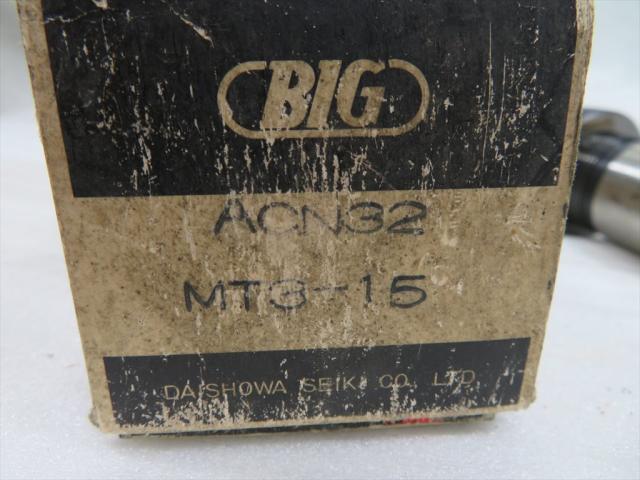 BIG
ACN32
MT3-15
DAISHOWA SEIKI CO. LTD